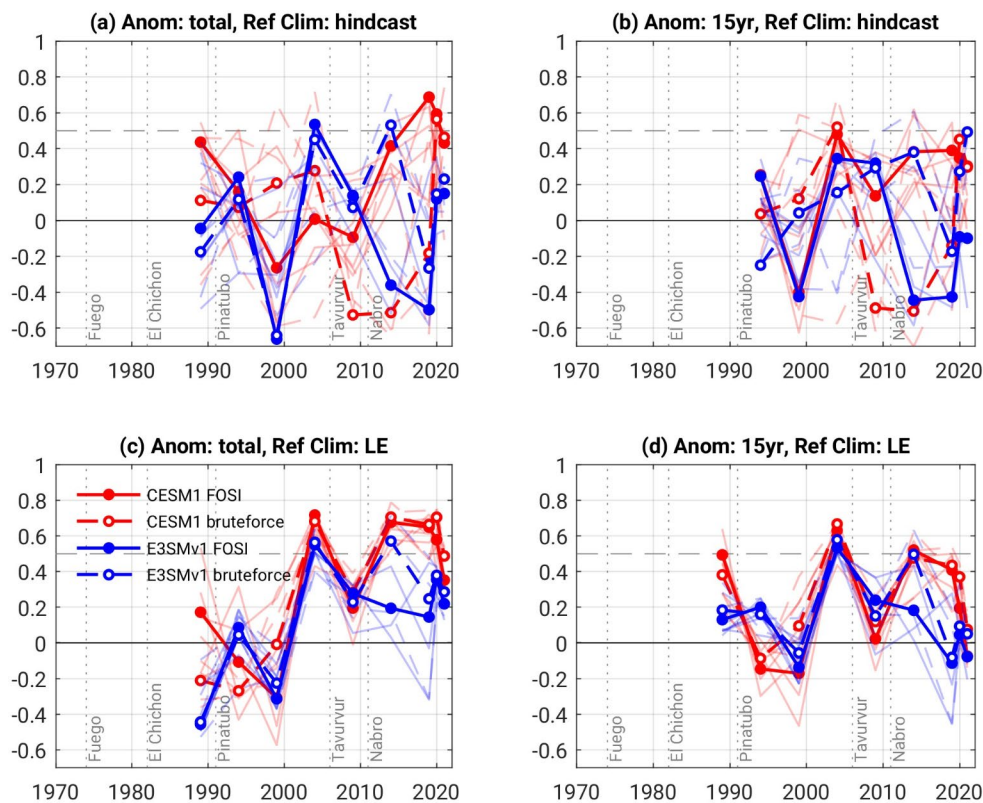 (a) Anom: total, Ref Clim: hindcast
1
0.8
0.6
0.4
0.2
0
-0.2
-0.4
-0.6
Fuego
El Chichon
Pinatubo
Tavurvur
Nabro
1970 1980 1990 2000 2010 2020
(b) Anom: 15yr, Ref Clim: hindcast
1
0.8
0.6
0.4
0.2
0
-0.2
-0.4
-0.6
Fuego
El Chichon
Pinatubo
Tavurvur
Nabro
1970 1980 1990 2000 2010 2020
(c) Anom: total, Ref Clim: LE
1
0.8
0.6
0.4
0.2
0
-0.2
-0.4
-0.6
CESM1 FOSI
CESM1 bruteforce
E3SMv1 FOSI
E3SMv1 bruteforce
Fuego
El Chichon
Pinatubo
Tavurvur
Nabro
1970 1980 1990 2000 2010 2020
(d) Anom: 15yr, Ref Clim: LE
1
0.8
0.6
0.4
0.2
0
-0.2
-0.4
-0.6
Fuego
El Chichon
Pinatubo
Tavurvur
Nabro
1970 1980 1990 2000 2010 2020